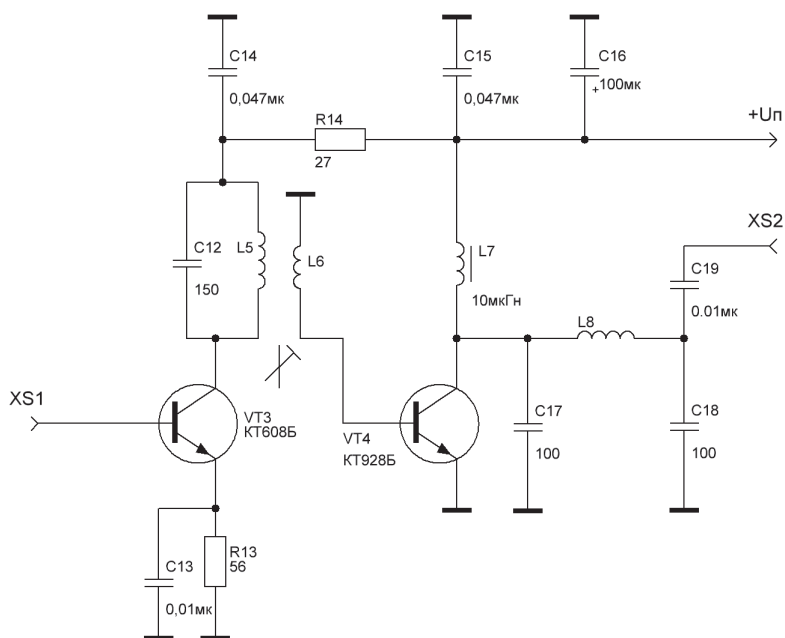 C14
0,047мк
C15
0,047мк
C16
+
100мк
+Uп
R14
27
XS2
C12
150
L5
L6
L7
10мкГн
C19
0.01мк
L8
XS1
VT3
КТ608Б
VT4
КТ928Б
C17
100
C18
100
C13
0,01мк
R13
56